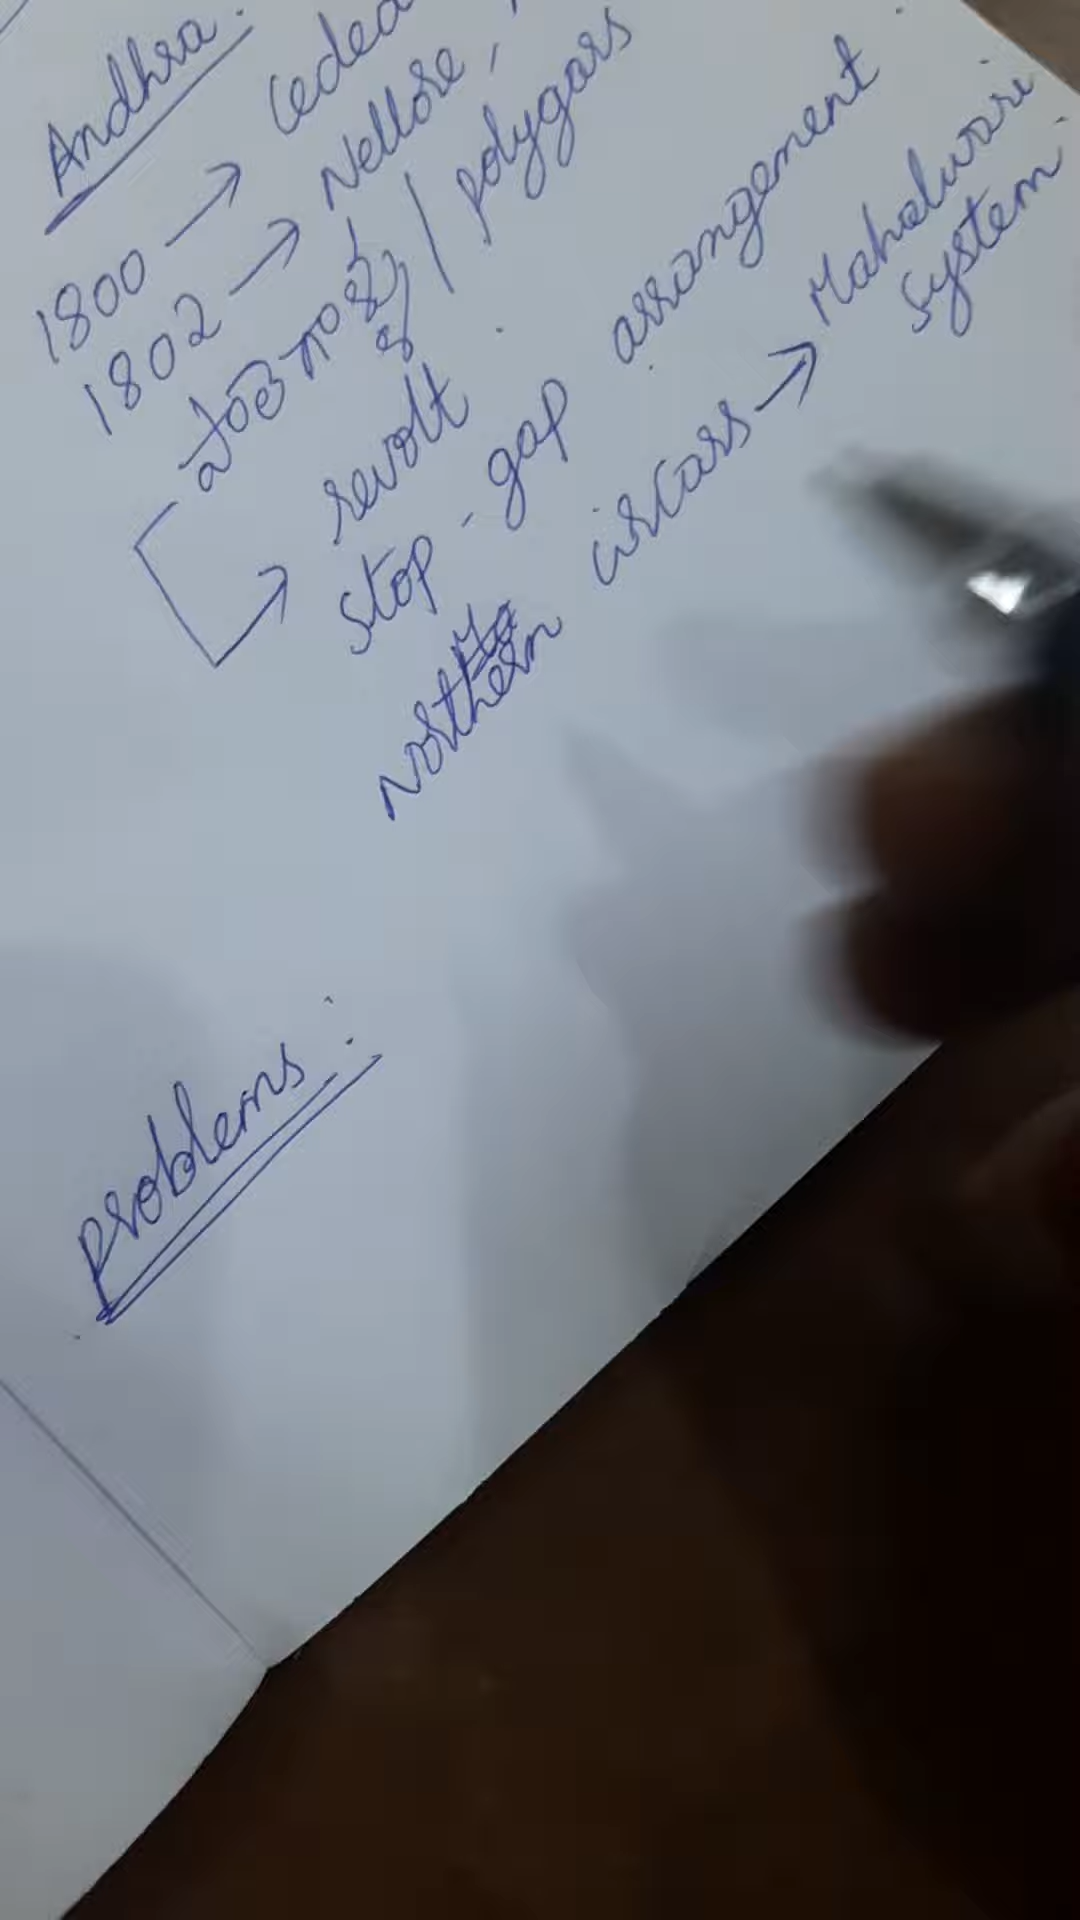 Andhra :
1800 → Ceded
1802 → Nellore,
పాలెగాళ్ళు / polygars
revolt
stop - gap arrangement
northern circars → Mahalwari
system.
problems :